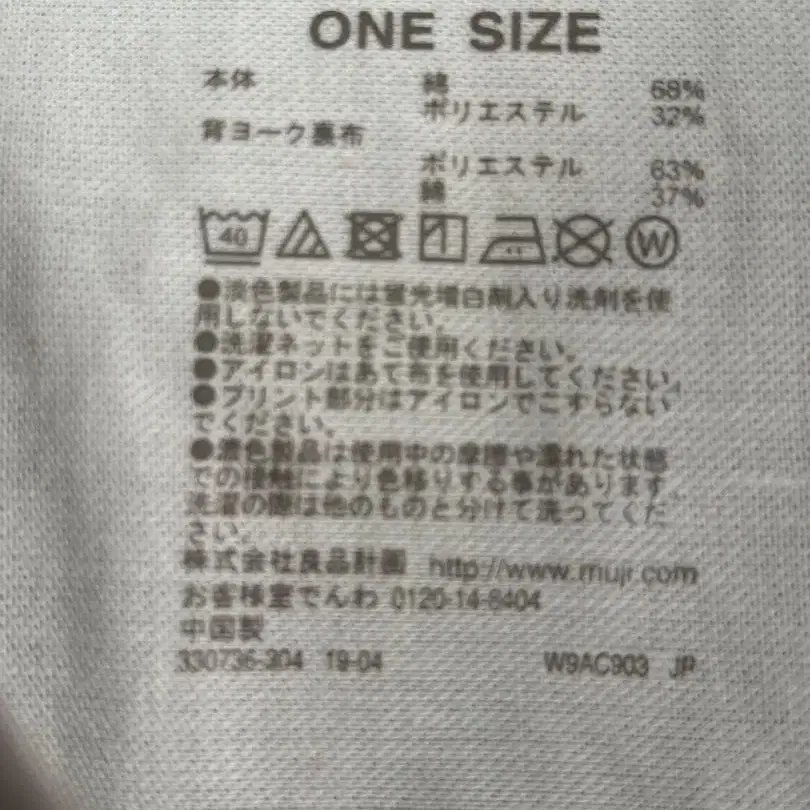 ONE SIZE
本体 綿 68%
ポリエステル 32%
背ヨーク裏布
ポリエステル 63%
綿 37%
40 W
●淡色製品には蛍光増白剤入り洗剤を使
用しないでください。
●洗濯ネットをご使用ください。
●アイロンはあて布を使用してください。
●プリント部分はアイロンでこすらない
でください。
●濃色製品は使用中の摩擦や濡れた状態
での接触により色移りする事があります。
洗濯の際は他のものと分けて洗ってくだ
さい。
株式会社良品計画 http://www.muji.com
お客様室でんわ 0120-14-6404
中国製
330736-304 19-04 W9AC903 JP